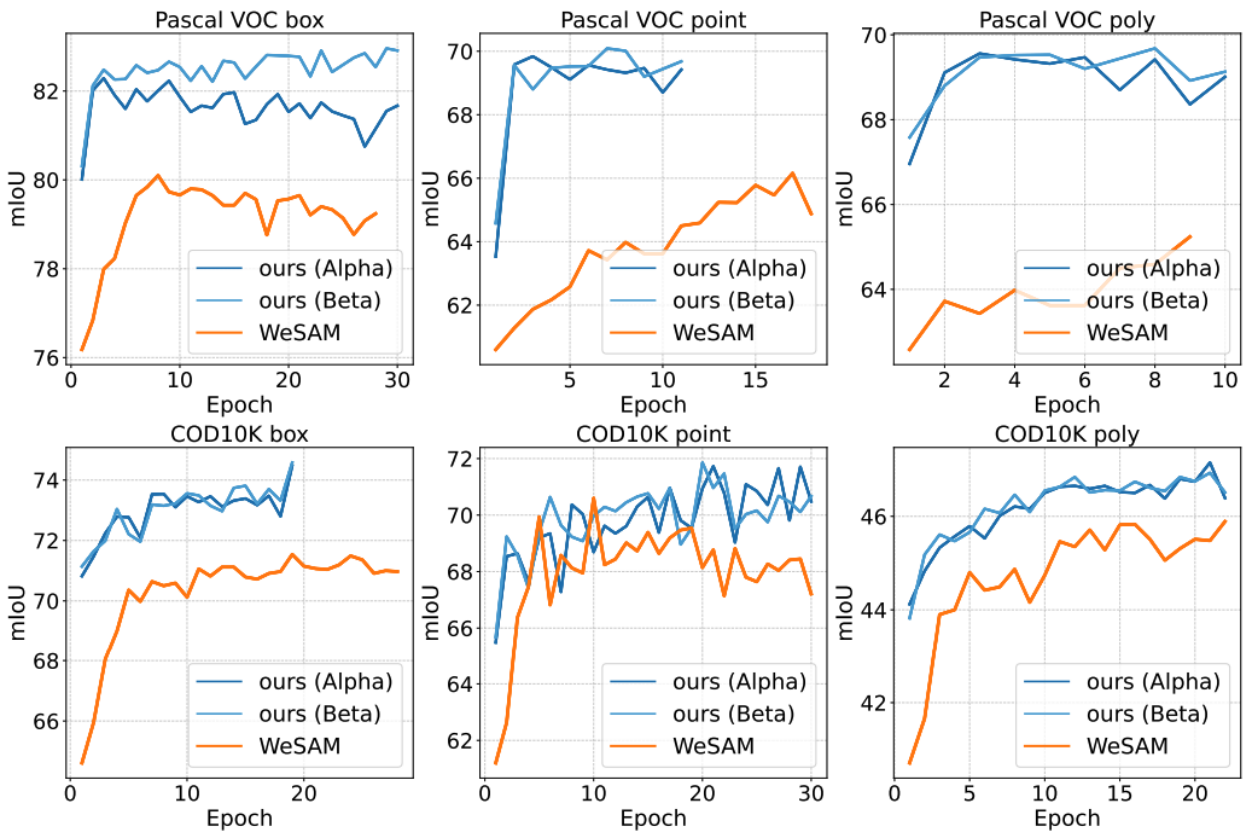 Pascal VOC box
82
80
78
76
mIoU
0
10
20
30
Epoch
ours (Alpha)
ours (Beta)
WeSAM
Pascal VOC point
70
68
66
64
62
mIoU
5
10
15
Epoch
ours (Alpha)
ours (Beta)
WeSAM
Pascal VOC poly
70
68
66
64
mIoU
2
4
6
8
10
Epoch
ours (Alpha)
ours (Beta)
WeSAM
COD10K box
74
72
70
68
66
mIoU
0
10
20
Epoch
ours (Alpha)
ours (Beta)
WeSAM
COD10K point
72
70
68
66
64
62
mIoU
0
10
20
30
Epoch
ours (Alpha)
ours (Beta)
WeSAM
COD10K poly
46
44
42
mIoU
0
5
10
15
20
Epoch
ours (Alpha)
ours (Beta)
WeSAM